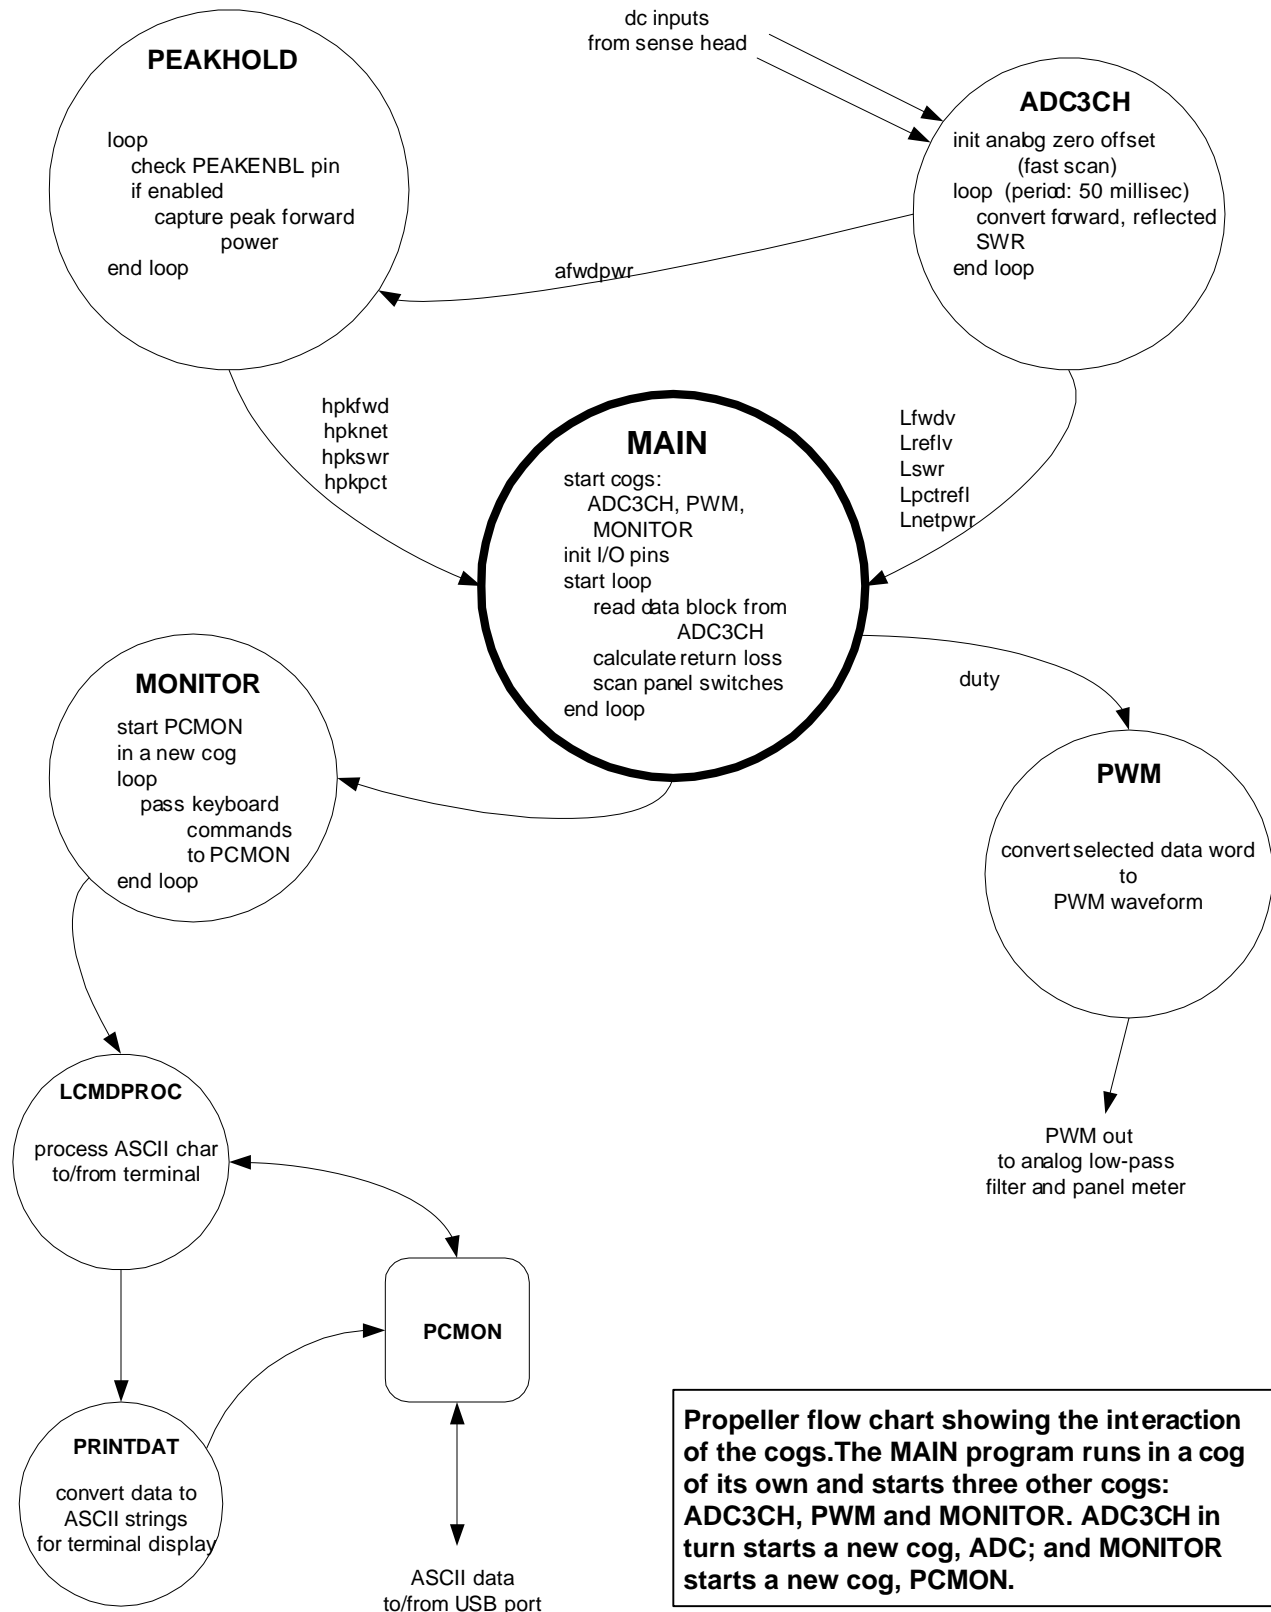 dc inputs
from sense head
PEAKHOLD
loop
check PEAKENBL pin
if enabled
capture peak forward
power
end loop
ADC3CH
init analog zero offset
(fast scan)
loop (period: 50 millisec)
convert forward, reflected
SWR
end loop
afwdpwr
hpkfwd
hpknet
hpkswr
hpkpct
Lfwdv
Lreflv
Lswr
Lpctrefl
Lnetpwr
MAIN
start cogs:
ADC3CH, PWM,
MONITOR
init I/O pins
start loop
read data block from
ADC3CH
calculate return loss
scan panel switches
end loop
duty
MONITOR
start PCMON
in a new cog
loop
pass keyboard
commands
to PCMON
end loop
PWM
convert selected data word
to
PWM waveform
LCMDPROC
process ASCII char
to/from terminal
PWM out
to analog low-pass
filter and panel meter
PCMON
PRINTDAT
convert data to
ASCII strings
for terminal display
ASCII data
to/from USB port
Propeller flow chart showing the interaction
of the cogs.The MAIN program runs in a cog
of its own and starts three other cogs:
ADC3CH, PWM and MONITOR. ADC3CH in
turn starts a new cog, ADC; and MONITOR
starts a new cog, PCMON.